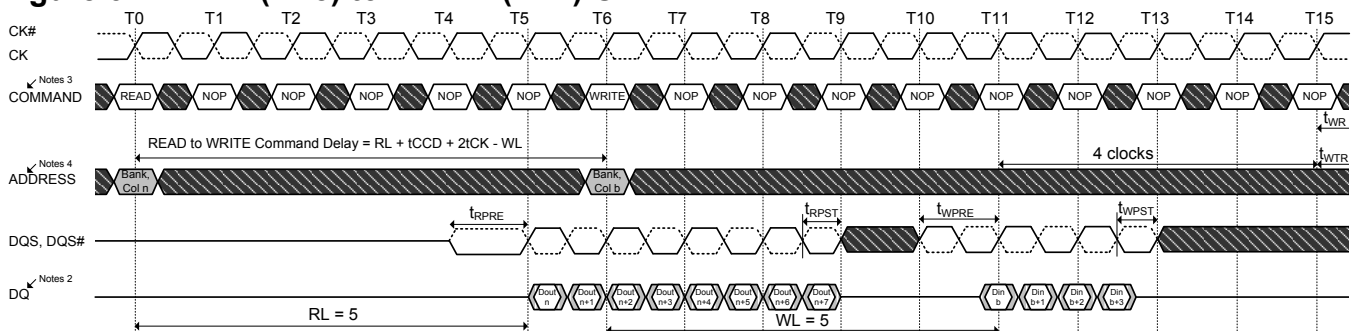 T0 T1 T2 T3 T4 T5 T6 T7 T8 T9 T10 T11 T12 T13 T14 T15
CK#
CK
Notes 3
COMMAND READ NOP NOP NOP NOP NOP WRITE NOP NOP NOP NOP NOP NOP NOP NOP NOP
tWR
READ to WRITE Command Delay = RL + tCCD + 2tCK - WL
4 clocks
tWTR
Notes 4
ADDRESS Bank, Col n Bank, Col b
tRPRE tRPST tWPRE tWPST
DQS, DQS#
Notes 2
DQ Dout n Dout n+1 Dout n+2 Dout n+3 Dout n+4 Dout n+5 Dout n+6 Dout n+7 Din b Din b+1 Din b+2 Din b+3
RL = 5 WL = 5